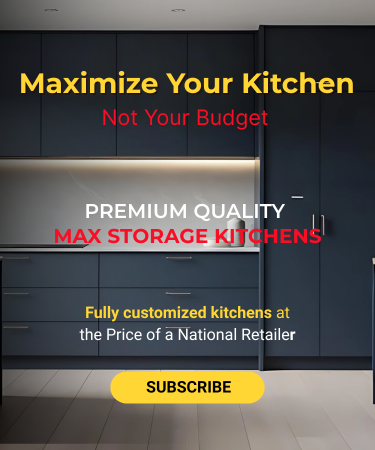 Maximize Your Kitchen
Not Your Budget
PREMIUM QUALITY
MAX STORAGE KITCHENS
Fully customized kitchens at
the Price of a National Retailer
SUBSCRIBE